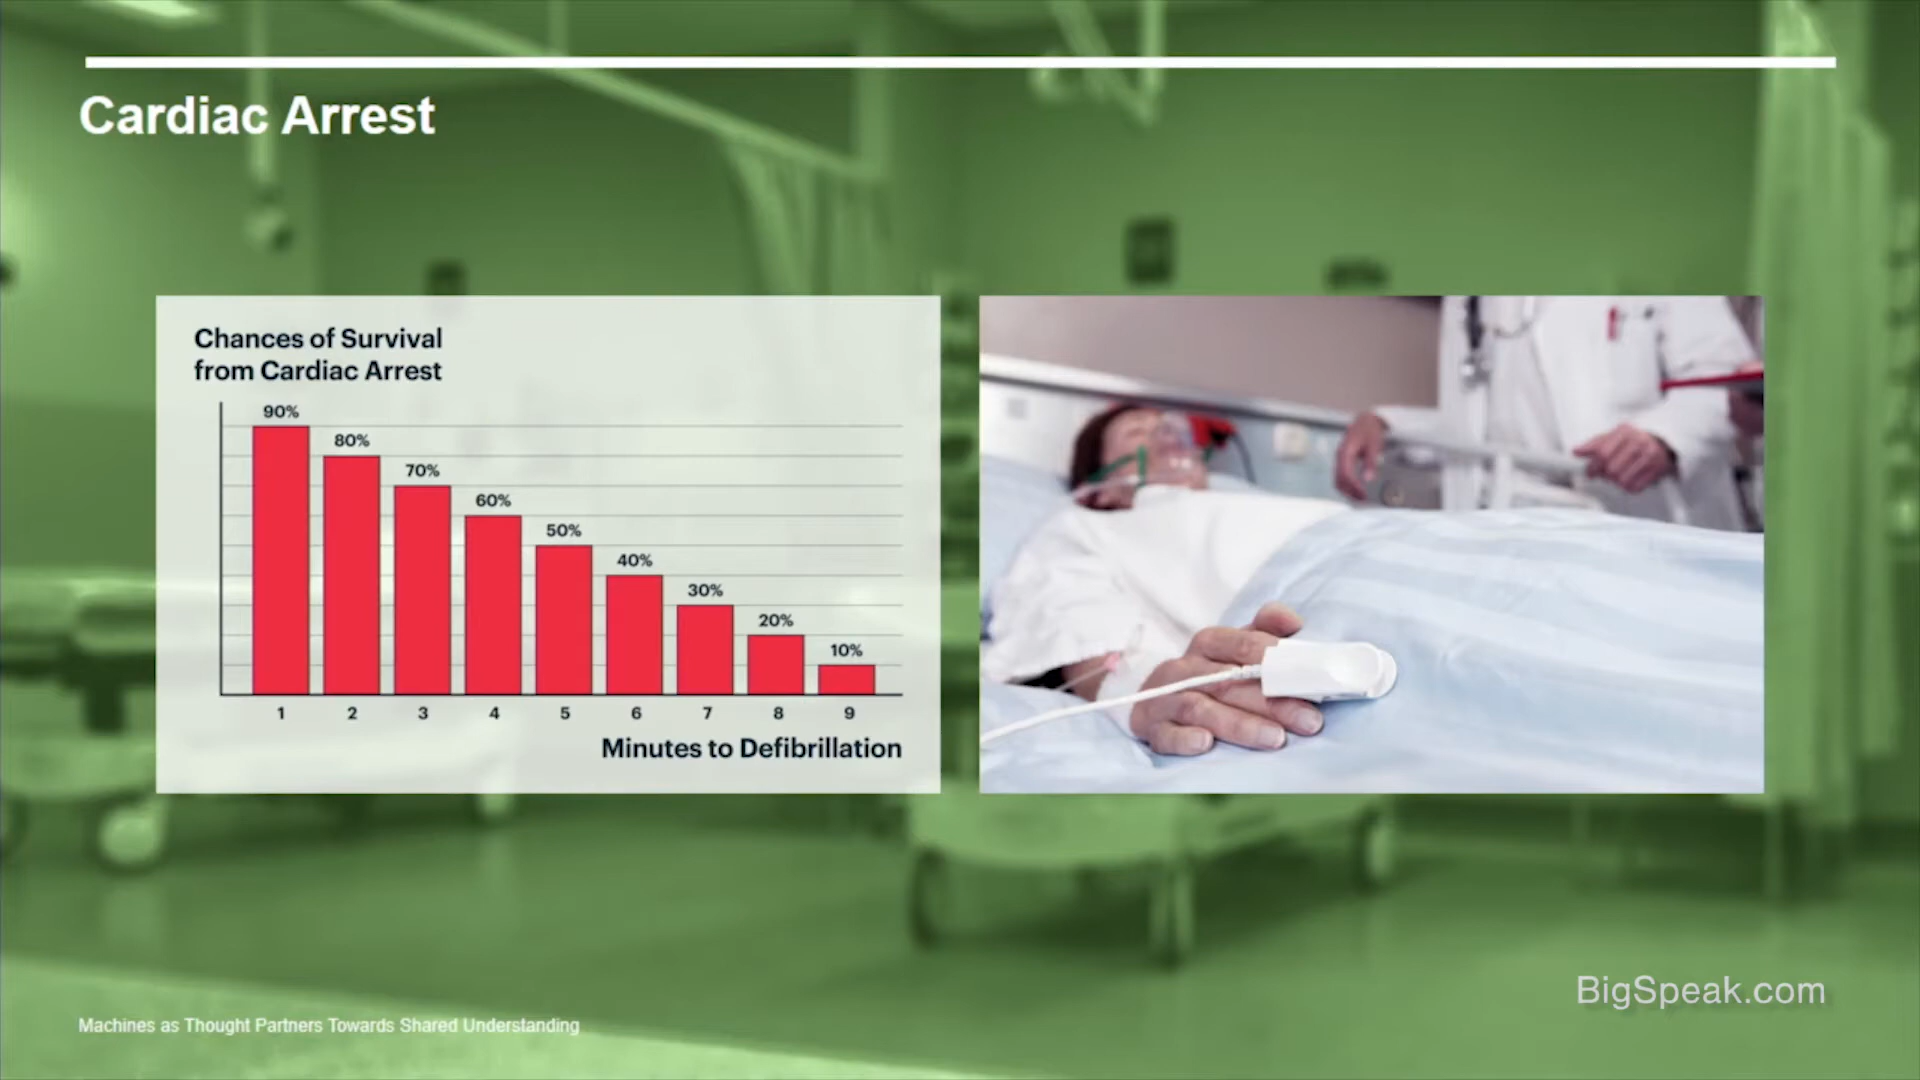 Cardiac Arrest
Chances of Survival
from Cardiac Arrest
90%
80%
70%
60%
50%
40%
30%
20%
10%
1 2 3 4 5 6 7 8 9
Minutes to Defibrillation
BigSpeak.com
Machines as Thought Partners Towards Shared Understanding